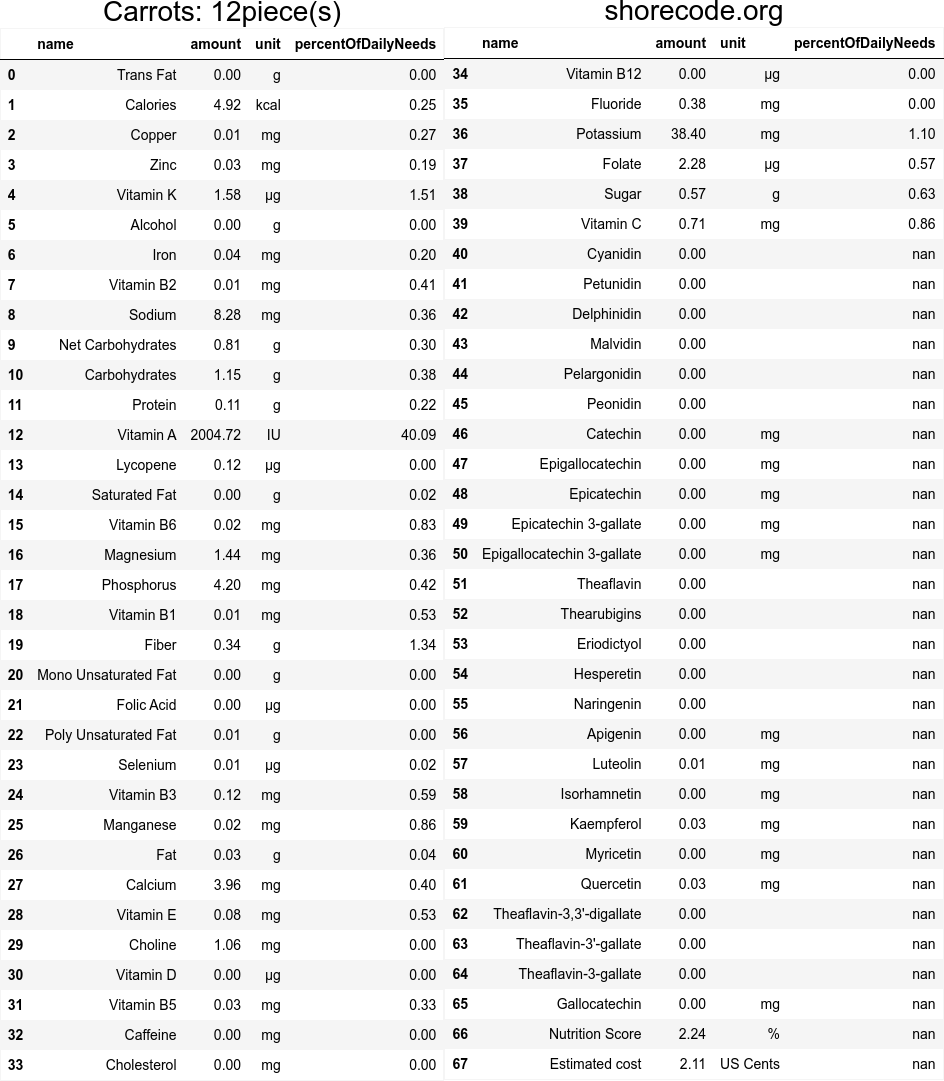 Carrots: 12piece(s)
name amount unit percentOfDailyNeeds
0 Trans Fat 0.00 g 0.00
1 Calories 4.92 kcal 0.25
2 Copper 0.01 mg 0.27
3 Zinc 0.03 mg 0.19
4 Vitamin K 1.58 µg 1.51
5 Alcohol 0.00 g 0.00
6 Iron 0.04 mg 0.20
7 Vitamin B2 0.01 mg 0.41
8 Sodium 8.28 mg 0.36
9 Net Carbohydrates 0.81 g 0.30
10 Carbohydrates 1.15 g 0.38
11 Protein 0.11 g 0.22
12 Vitamin A 2004.72 IU 40.09
13 Lycopene 0.12 µg 0.00
14 Saturated Fat 0.00 g 0.02
15 Vitamin B6 0.02 mg 0.83
16 Magnesium 1.44 mg 0.36
17 Phosphorus 4.20 mg 0.42
18 Vitamin B1 0.01 mg 0.53
19 Fiber 0.34 g 1.34
20 Mono Unsaturated Fat 0.00 g 0.00
21 Folic Acid 0.00 µg 0.00
22 Poly Unsaturated Fat 0.01 g 0.00
23 Selenium 0.01 µg 0.02
24 Vitamin B3 0.12 mg 0.59
25 Manganese 0.02 mg 0.86
26 Fat 0.03 g 0.04
27 Calcium 3.96 mg 0.40
28 Vitamin E 0.08 mg 0.53
29 Choline 1.06 mg 0.00
30 Vitamin D 0.00 µg 0.00
31 Vitamin B5 0.03 mg 0.33
32 Caffeine 0.00 mg 0.00
33 Cholesterol 0.00 mg 0.00
shorecode.org
name amount unit percentOfDailyNeeds
34 Vitamin B12 0.00 µg 0.00
35 Fluoride 0.38 mg 0.00
36 Potassium 38.40 mg 1.10
37 Folate 2.28 µg 0.57
38 Sugar 0.57 g 0.63
39 Vitamin C 0.71 mg 0.86
40 Cyanidin 0.00 nan
41 Petunidin 0.00 nan
42 Delphinidin 0.00 nan
43 Malvidin 0.00 nan
44 Pelargonidin 0.00 nan
45 Peonidin 0.00 nan
46 Catechin 0.00 mg nan
47 Epigallocatechin 0.00 mg nan
48 Epicatechin 0.00 mg nan
49 Epicatechin 3-gallate 0.00 mg nan
50 Epigallocatechin 3-gallate 0.00 mg nan
51 Theaflavin 0.00 nan
52 Thearubigins 0.00 nan
53 Eriodictyol 0.00 nan
54 Hesperetin 0.00 nan
55 Naringenin 0.00 nan
56 Apigenin 0.00 mg nan
57 Luteolin 0.01 mg nan
58 Isorhamnetin 0.00 mg nan
59 Kaempferol 0.03 mg nan
60 Myricetin 0.00 mg nan
61 Quercetin 0.03 mg nan
62 Theaflavin-3,3'-digallate 0.00 nan
63 Theaflavin-3'-gallate 0.00 nan
64 Theaflavin-3-gallate 0.00 nan
65 Gallocatechin 0.00 mg nan
66 Nutrition Score 2.24 % nan
67 Estimated cost 2.11 US Cents nan